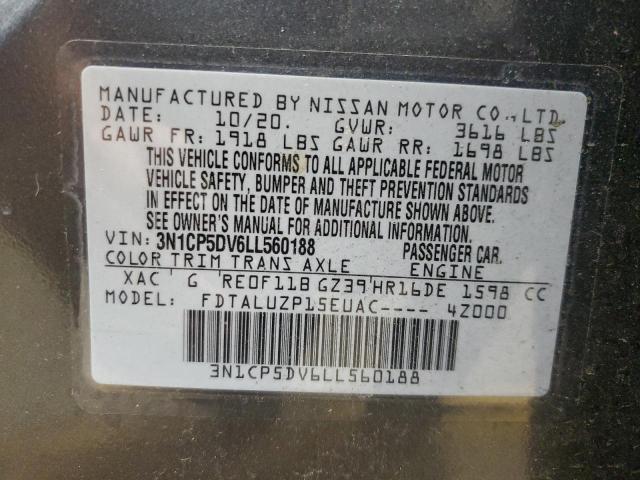 MANUFACTURED BY NISSAN MOTOR CO., LTD.
DATE: 10/20. GVWR: 3616 LBS
GAWR FR: 1918 LBS GAWR RR: 1698 LBS
THIS VEHICLE CONFORMS TO ALL APPLICABLE FEDERAL MOTOR
VEHICLE SAFETY, BUMPER AND THEFT PREVENTION STANDARDS
IN EFFECT ON THE DATE OF MANUFACTURE SHOWN ABOVE.
SEE OWNER'S MANUAL FOR ADDITIONAL INFORMATION.
VIN: 3N1CP5DV6LL560188 PASSENGER CAR.
COLOR TRIM TRANS AXLE ENGINE
XAC G RE0F11B GZ39 HR16DE 1598 CC
MODEL: FDTALUZP15EUAC---- 4Z000
3N1CP5DV6LL560188